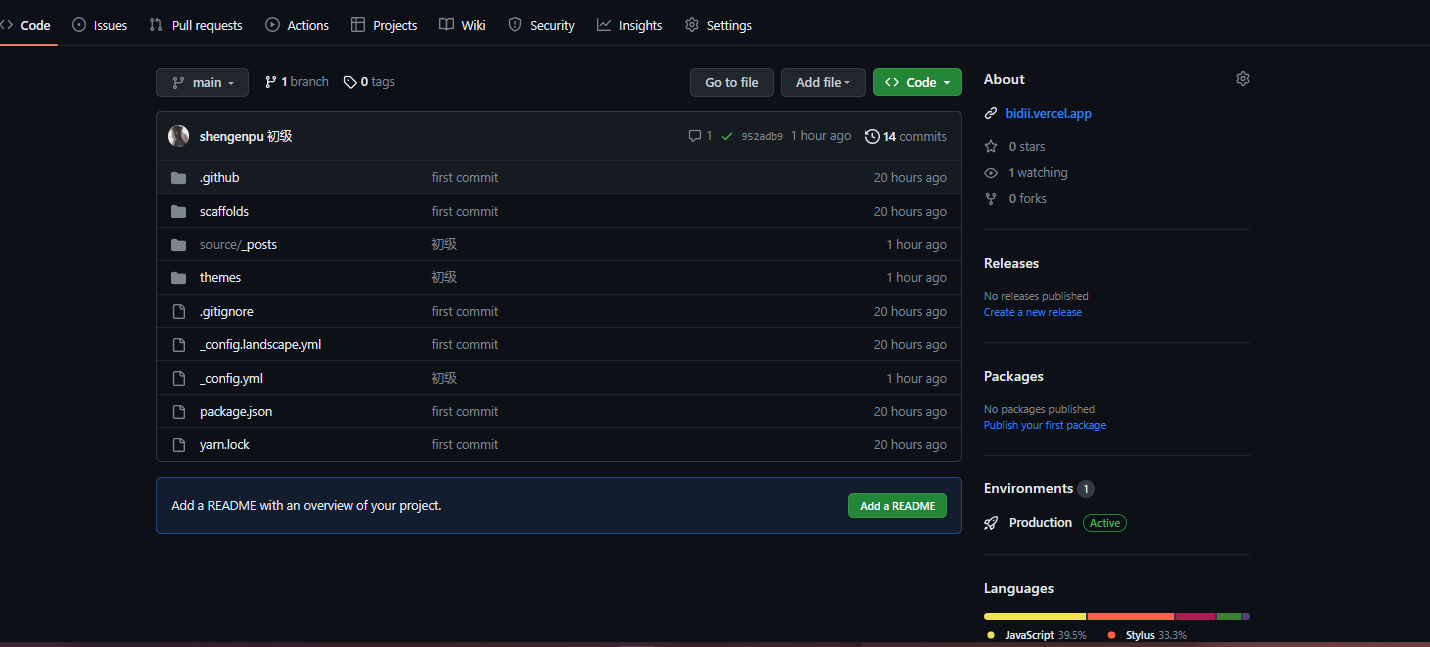 Code Issues Pull requests Actions Projects Wiki Security Insights Settings
main 1 branch 0 tags Go to file Add file Code
shengenpu 初级 1 952adb9 1 hour ago 14 commits
.github first commit 20 hours ago
scaffolds first commit 20 hours ago
source/_posts 初级 1 hour ago
themes 初级 1 hour ago
.gitignore first commit 20 hours ago
_config.landscape.yml first commit 20 hours ago
_config.yml 初级 1 hour ago
package.json first commit 20 hours ago
yarn.lock first commit 20 hours ago
Add a README with an overview of your project. Add a README
About
bidii.vercel.app
0 stars
1 watching
0 forks
Releases
No releases published
Create a new release
Packages
No packages published
Publish your first package
Environments 1
Production Active
Languages
JavaScript 39.5% Stylus 33.3%